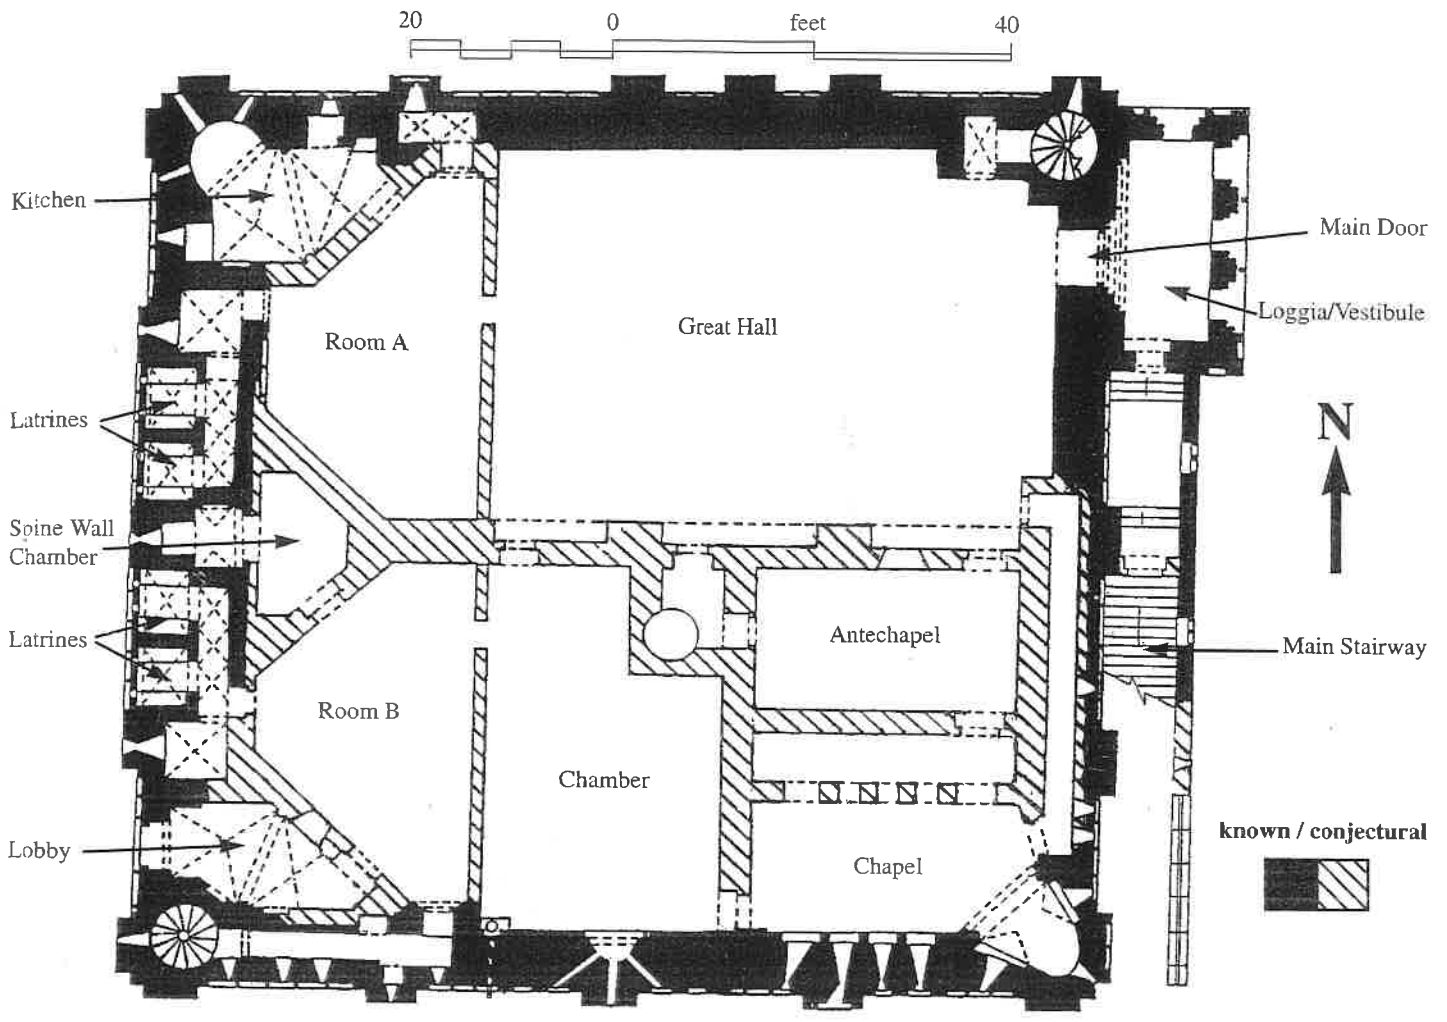 20 0 feet 40
Kitchen
Main Door
Loggia/Vestibule
Room A
Great Hall
Latrines
N
Spine Wall
Chamber
Latrines
Antechapel
Main Stairway
Room B
Chamber
known / conjectural
Lobby
Chapel